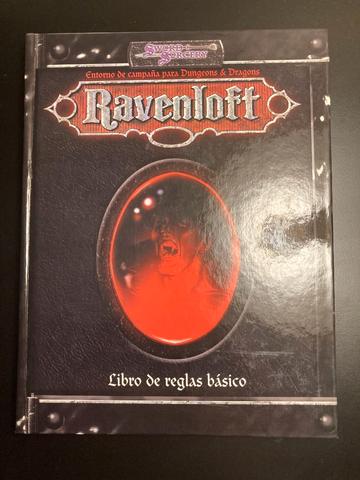 Sword & Sorcery
Entorno de campaña para Dungeons & Dragons
Ravenloft
Libro de reglas básico